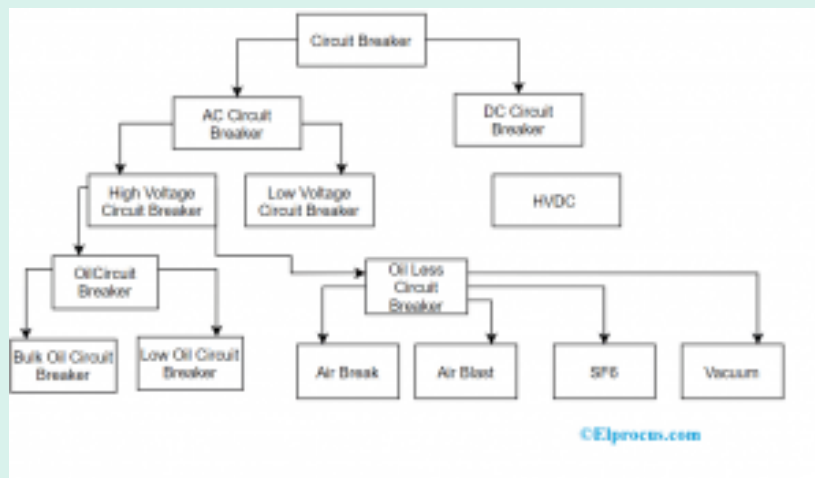 Circuit Breaker
AC Circuit
Breaker
DC Circuit
Breaker
High Voltage
Circuit Breaker
Low Voltage
Circuit Breaker
HVDC
OilCircuit
Breaker
Oil Less
Circuit
Breaker
Bulk Oil Circuit
Breaker
Low Oil Circuit
Breaker
Air Break
Air Blast
SF6
Vacuum
©Elprocus.com